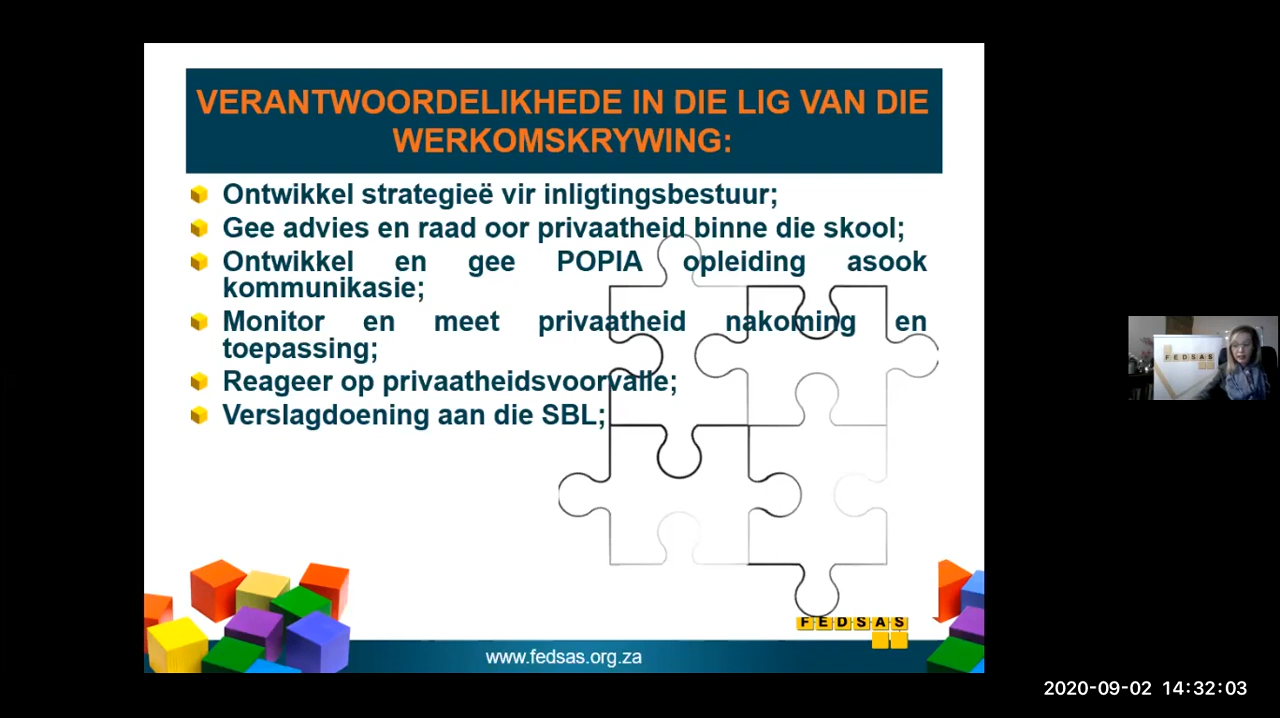 VERANTWOORDELIKHEDE IN DIE LIG VAN DIE
WERKOMSKRYWING:
Ontwikkel strategieë vir inligtingsbestuur;
Gee advies en raad oor privaatheid binne die skool;
Ontwikkel en gee POPIA opleiding asook
kommunikasie;
Monitor en meet privaatheid nakoming en
toepassing;
Reageer op privaatheidsvoorvalle;
Verslagdoening aan die SBL;
FEDSAS
www.fedsas.org.za
FEDSAS
2020-09-02 14:32:03